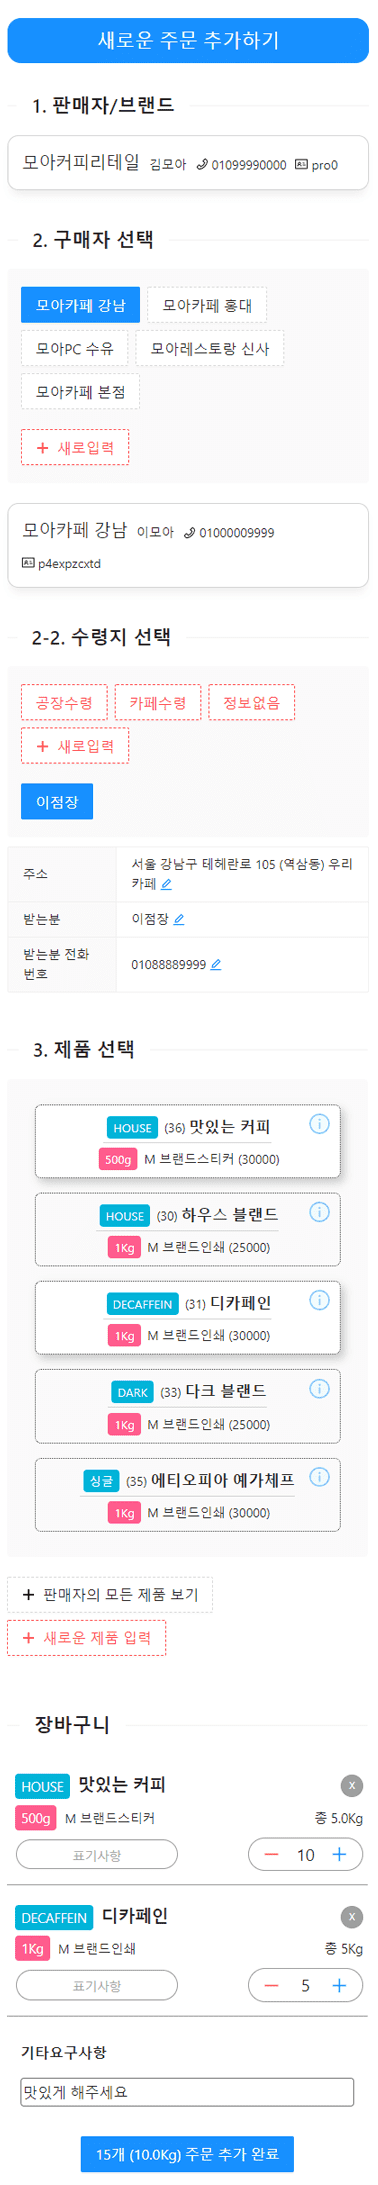 새로운 주문 추가하기
1. 판매자/브랜드
모아커피리테일 김모아 01099990000 pro0
2. 구매자 선택
모아카페 강남 모아카페 홍대
모아PC 수유 모아레스토랑 신사
모아카페 본점
+ 새로입력
모아카페 강남 이모아 01000009999
p4expzcxtd
2-2. 수령지 선택
공장수령 카페수령 정보없음
+ 새로입력
이점장
주소 서울 강남구 테헤란로 105 (역삼동) 우리
카페
받는분 이점장
받는분 전화
번호 01088889999
3. 제품 선택
HOUSE (36) 맛있는 커피
500g M 브랜드스티커 (30000)
HOUSE (30) 하우스 블랜드
1Kg M 브랜드인쇄 (25000)
DECAFFEIN (31) 디카페인
1Kg M 브랜드인쇄 (30000)
DARK (33) 다크 블랜드
1Kg M 브랜드인쇄 (25000)
싱글 (35) 에티오피아 예가체프
1Kg M 브랜드인쇄 (30000)
+ 판매자의 모든 제품 보기
+ 새로운 제품 입력
장바구니
HOUSE 맛있는 커피 x
500g M 브랜드스티커 총 5.0Kg
표기사항 − 10 +
DECAFFEIN 디카페인 x
1Kg M 브랜드인쇄 총 5Kg
표기사항 − 5 +
기타요구사항
맛있게 해주세요
15개 (10.0Kg) 주문 추가 완료